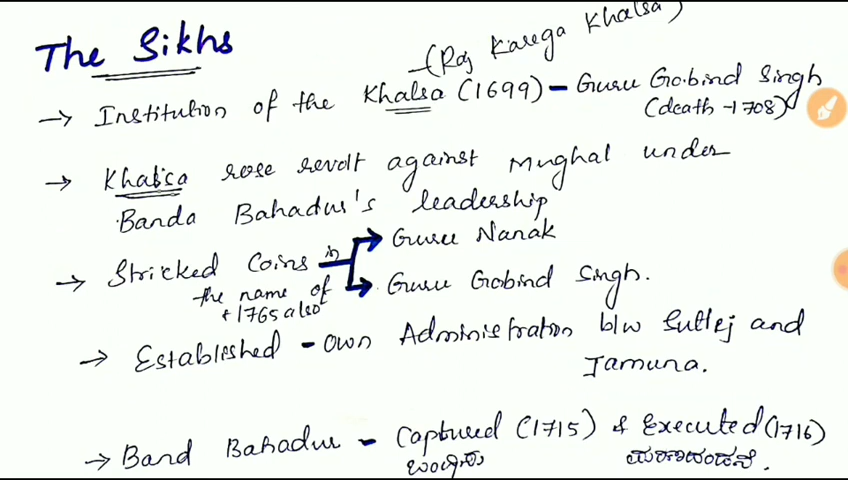 The Sikhs
(Raj Karega Khalsa)
→ Institution of the Khalsa (1699) - Guru Gobind Singh
(death - 1708)
→ Khalsa rose revolt against Mughal under
Banda Bahadur's leadership
→ Stricked Coins in
the name of
+ 1765 also
Guru Nanak
Guru Gobind Singh.
→ Established - own Administration b/w Sutlej and
Jamuna.
→ Band Bahadur - Captured (1715) & Executed (1716)
ಮರಣದಂಡನೆ.